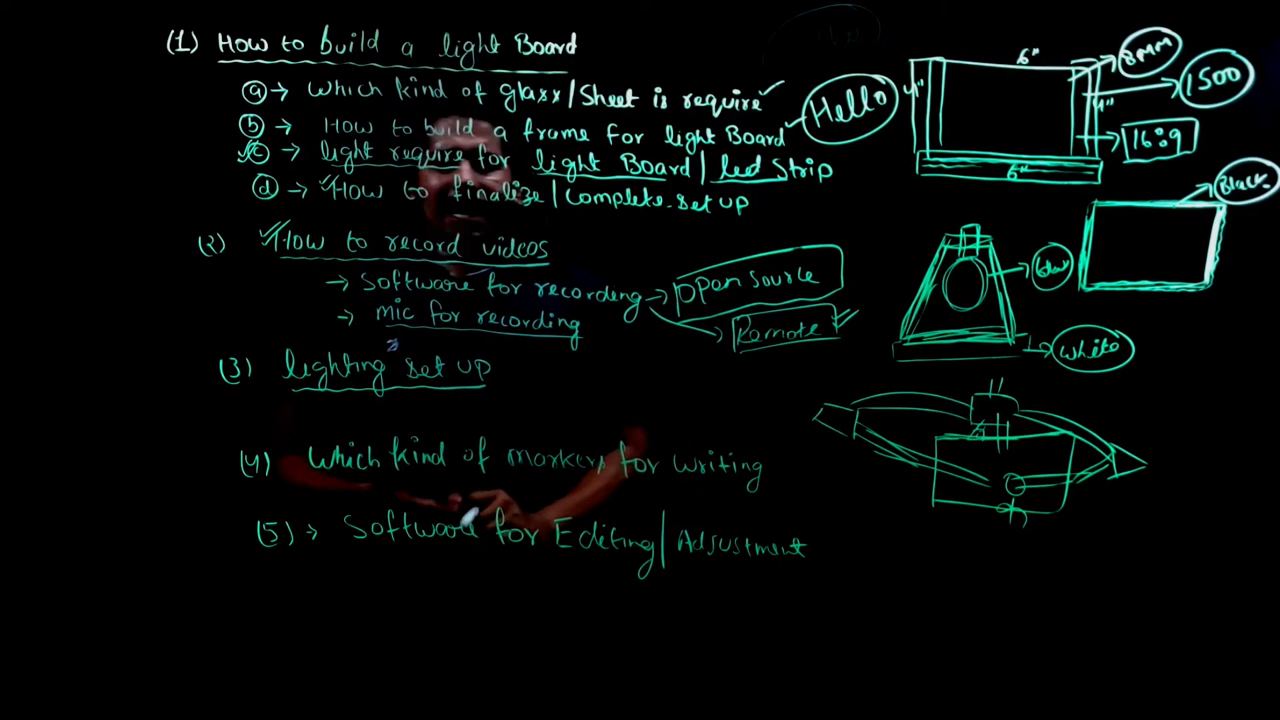 (1) How to build a light Board
(a) → which kind of glaxx/Sheet is require
(b) → How to build a frame for light Board
(c) → light require for light Board / led Strip
(d) → How to finalize / Complete set up
(2) How to record videos
→ Software for recording → Open Source
→ Remote
→ mic for recording
(3) lighting set up
(4) Which kind of markers for writing
(5) → Software for Editing / Adjustment
Hello
6"
4"
4"
6"
8MM
1500
16:9
Black
White